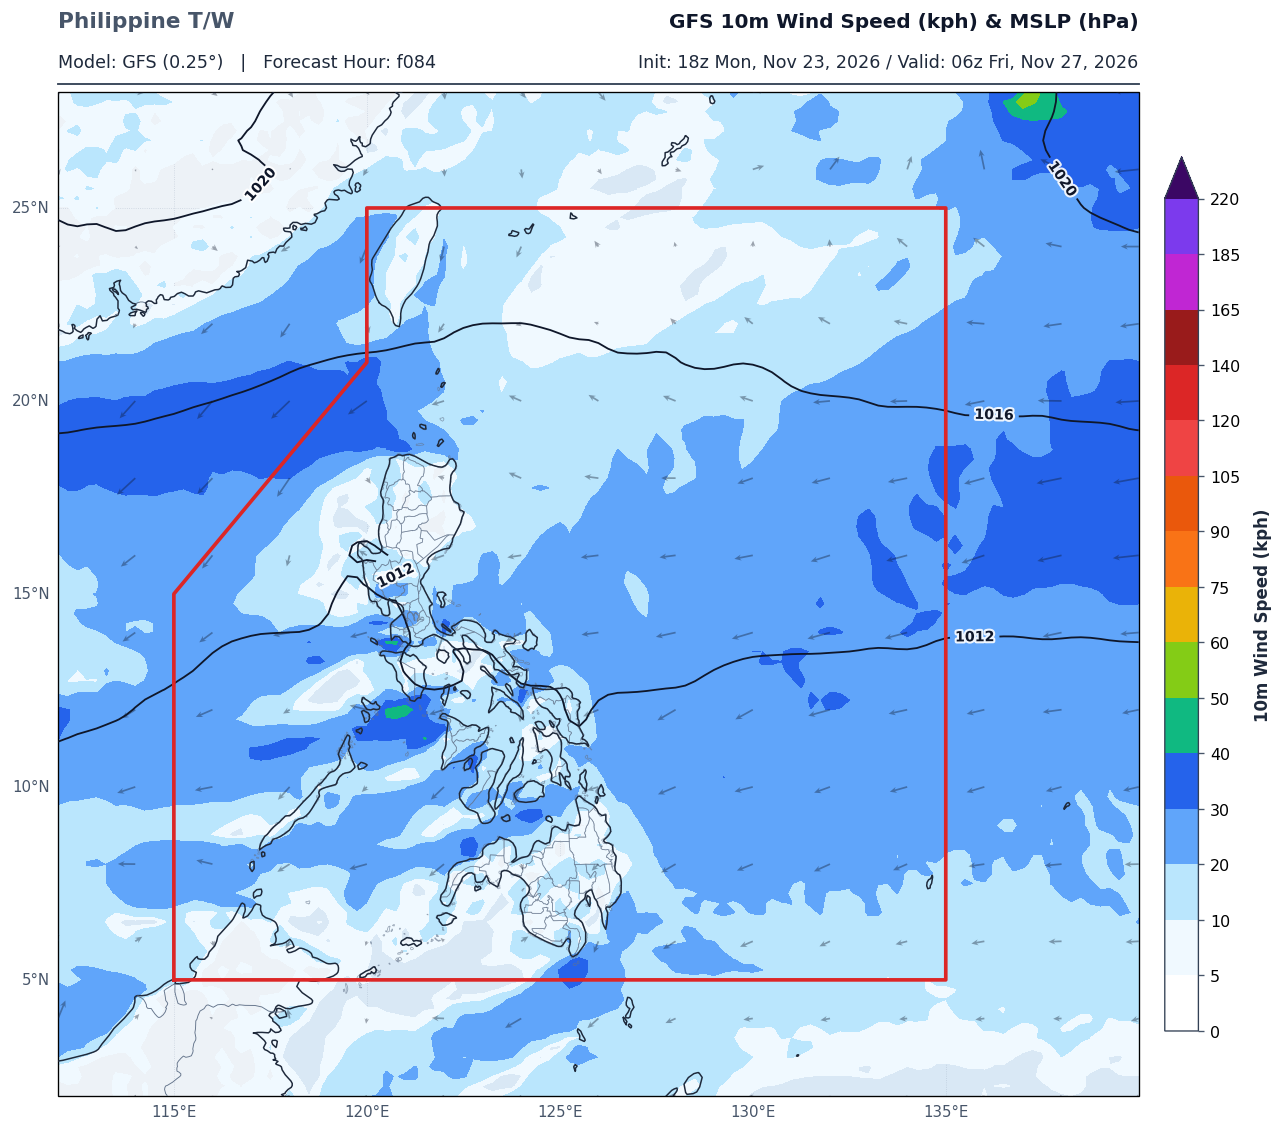 Philippine T/W
GFS 10m Wind Speed (kph) & MSLP (hPa)
Model: GFS (0.25°) | Forecast Hour: f084
Init: 18z Mon, Nov 23, 2026 / Valid: 06z Fri, Nov 27, 2026
1020
1020
1016
1012
1012
25°N
20°N
15°N
10°N
5°N
115°E
120°E
125°E
130°E
135°E
220
185
165
140
120
105
90
75
60
50
40
30
20
10
5
0
10m Wind Speed (kph)